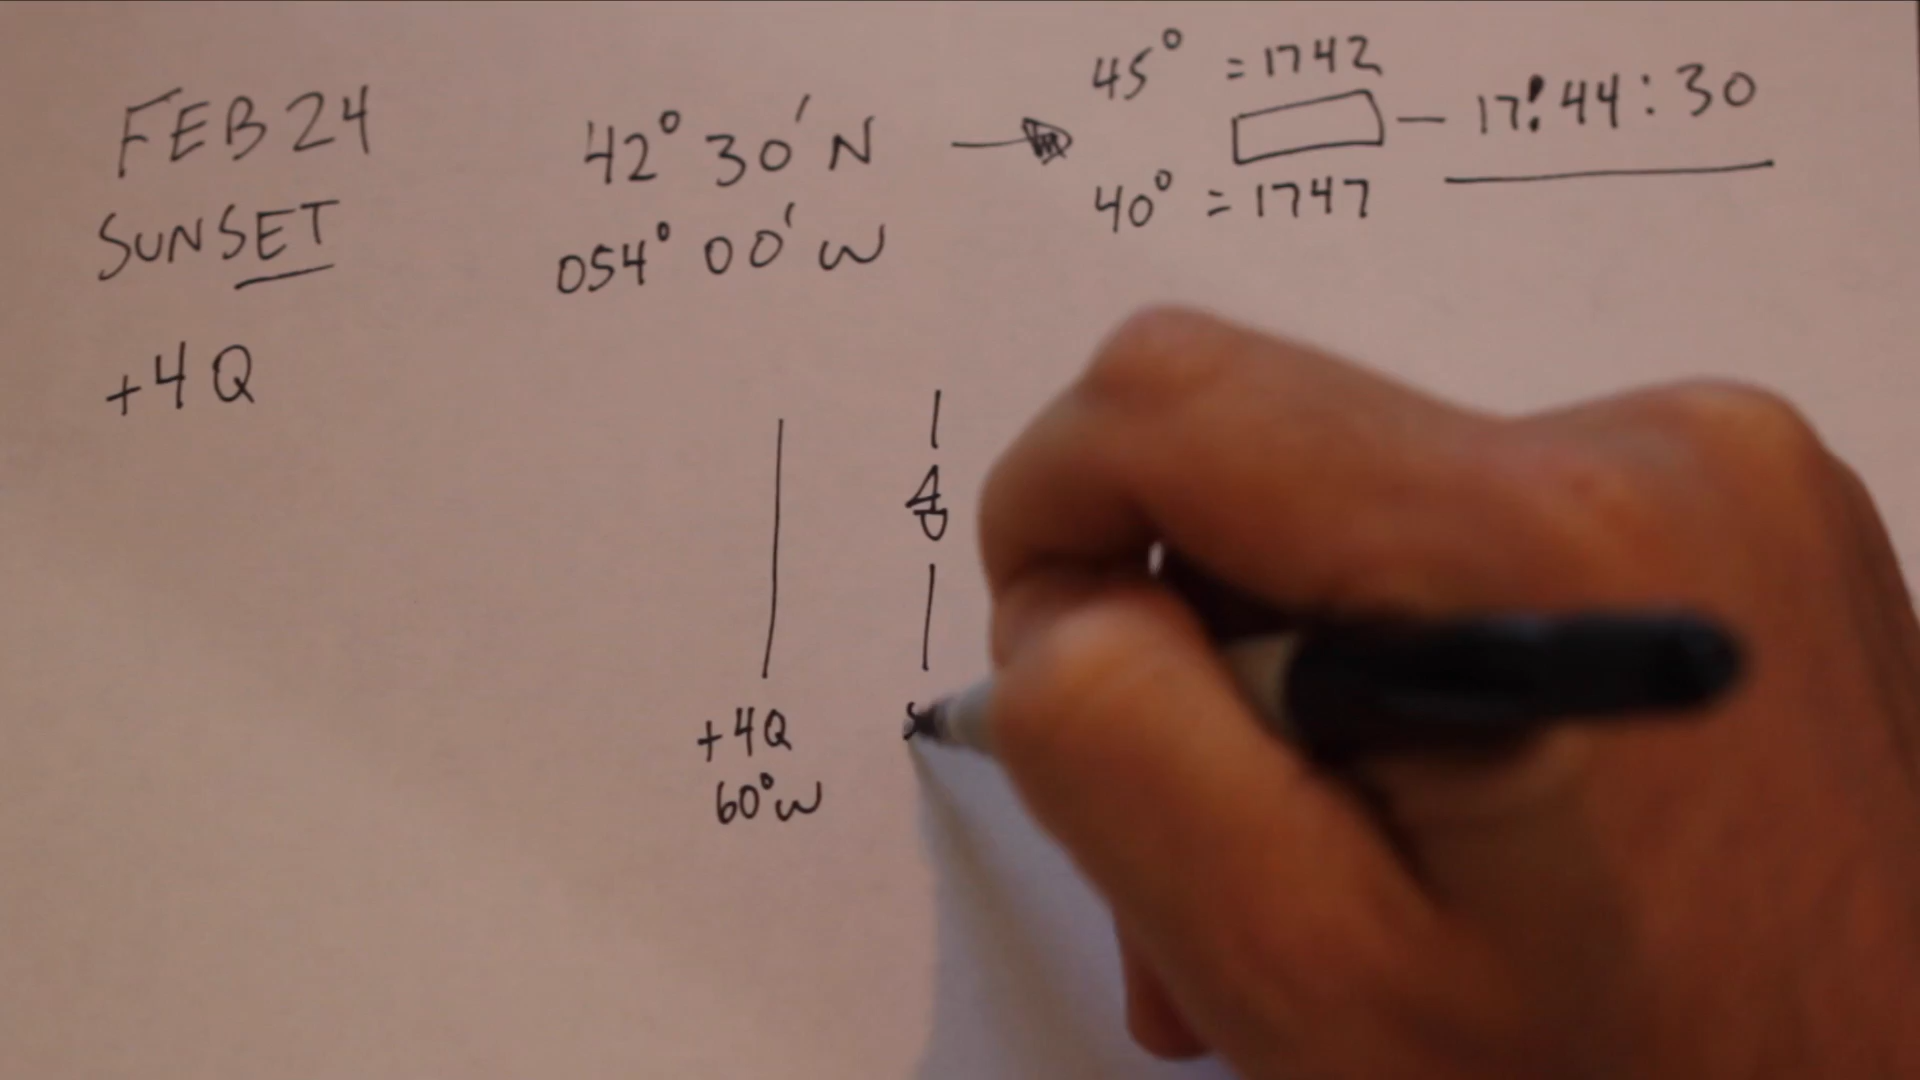 FEB 24
SUNSET
+4Q
42° 30' N
054° 00' W
45° = 1742
17:44:30
40° = 1747
+4Q
60°W